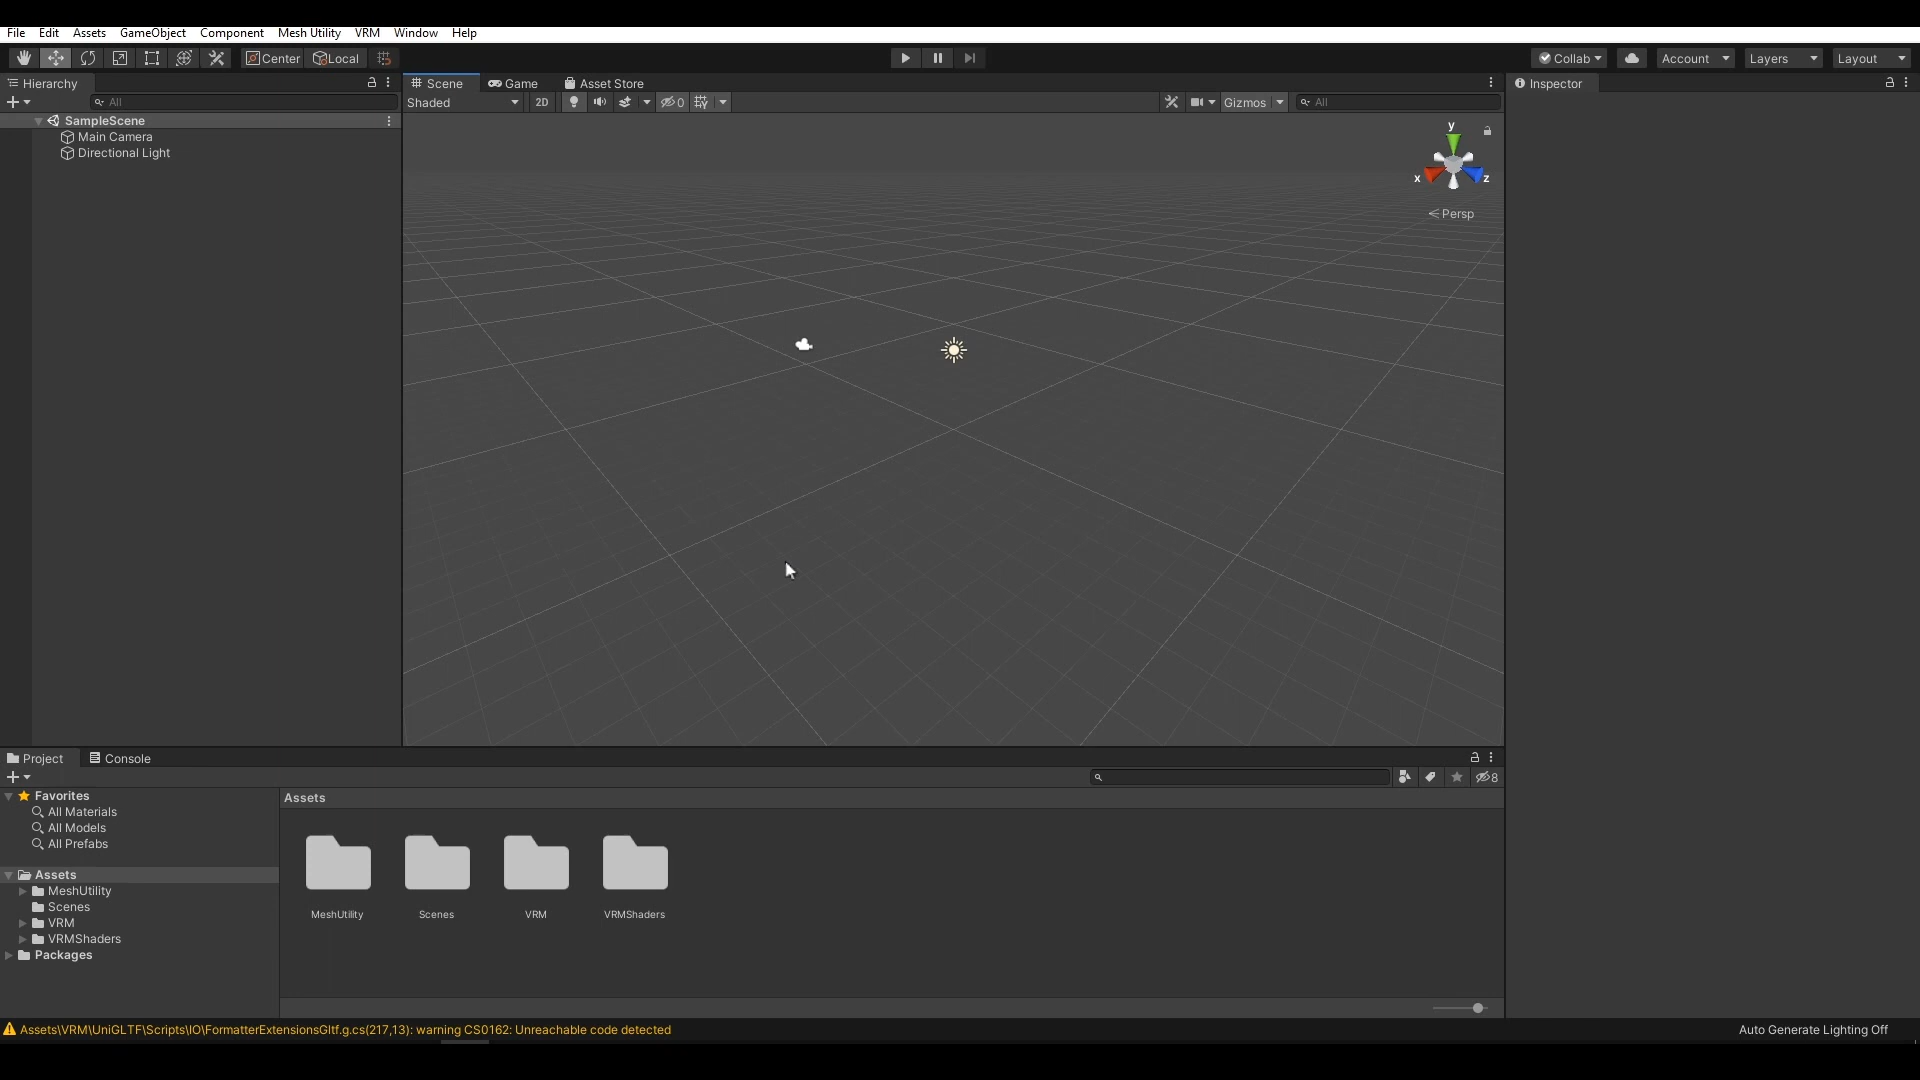 File Edit Assets GameObject Component Mesh Utility VRM Window Help
Center Local Collab Account Layers Layout
Hierarchy Scene Game Asset Store Inspector
All Shaded 2D 0 Gizmos All
SampleScene
Main Camera
Directional Light
y
x z
Persp
Project Console
8
Favorites
All Materials
All Models
All Prefabs
Assets
MeshUtility
Scenes
VRM
VRMShaders
Packages
Assets
MeshUtility Scenes VRM VRMShaders
Assets\VRM\UniGLTF\Scripts\IO\FormatterExtensionsGltf.g.cs(217,13): warning CS0162: Unreachable code detected
Auto Generate Lighting Off